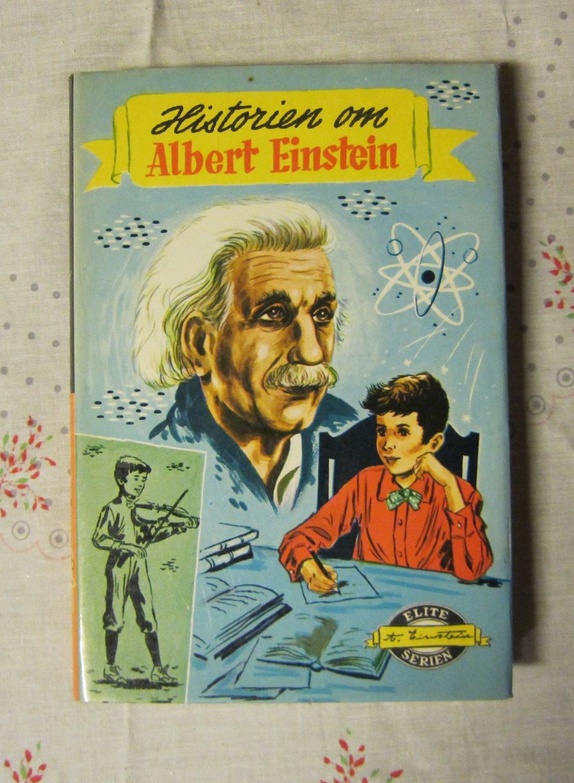 Historien om
Albert Einstein
ELITE
A. Einstein
SERIEN